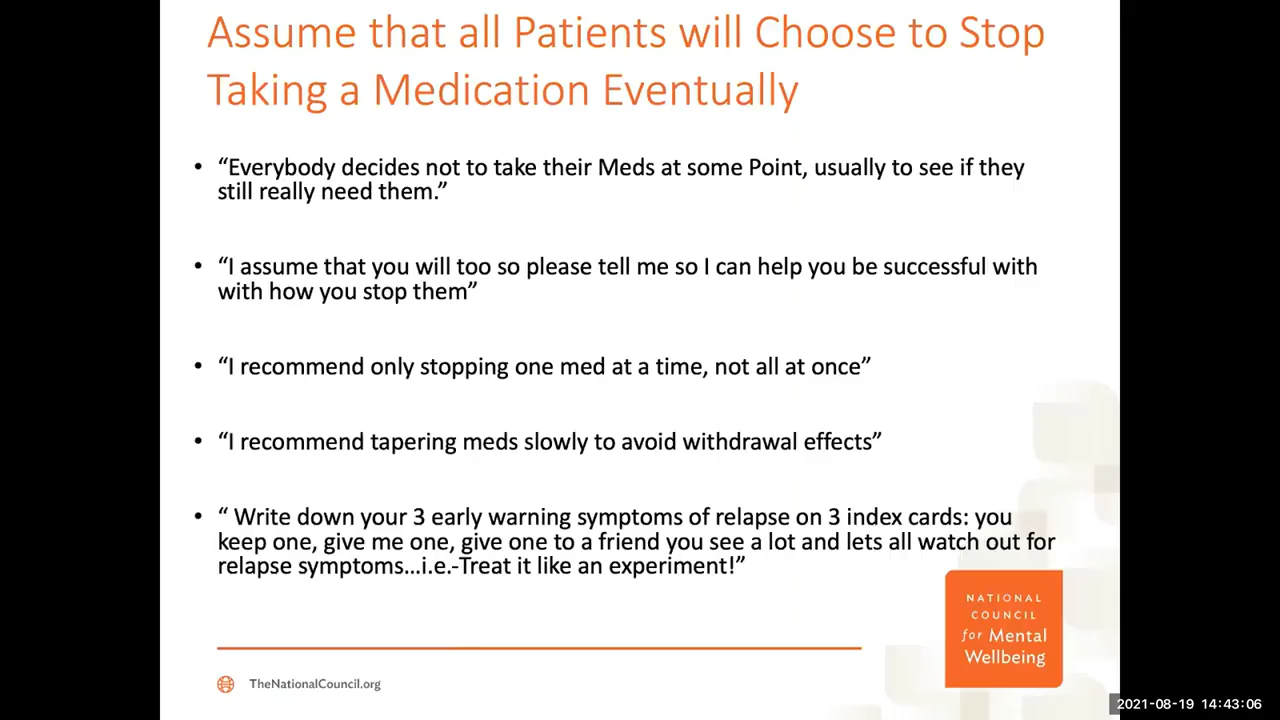 Assume that all Patients will Choose to Stop
Taking a Medication Eventually
• “Everybody decides not to take their Meds at some Point, usually to see if they
still really need them.”
• “I assume that you will too so please tell me so I can help you be successful with
with how you stop them”
• “I recommend only stopping one med at a time, not all at once”
• “I recommend tapering meds slowly to avoid withdrawal effects”
• “ Write down your 3 early warning symptoms of relapse on 3 index cards: you
keep one, give me one, give one to a friend you see a lot and lets all watch out for
relapse symptoms...i.e.-Treat it like an experiment!”
NATIONAL
COUNCIL
for Mental
Wellbeing
TheNationalCouncil.org
2021-08-19 14:43:06